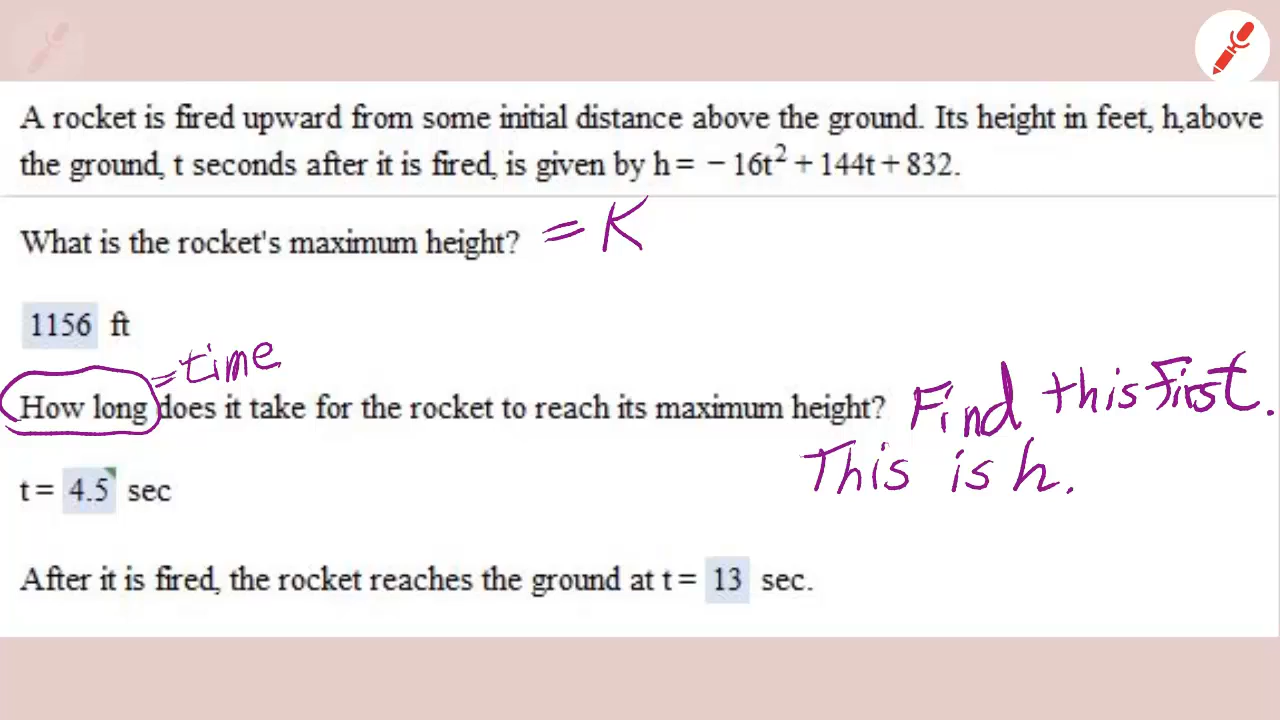 A rocket is fired upward from some initial distance above the ground. Its height in feet, h,above
the ground, t seconds after it is fired, is given by h = − 16t² + 144t + 832.
What is the rocket's maximum height? = K
1156 ft
= time
How long does it take for the rocket to reach its maximum height? Find this First.
This is h.
t = 4.5 sec
After it is fired, the rocket reaches the ground at t = 13 sec.